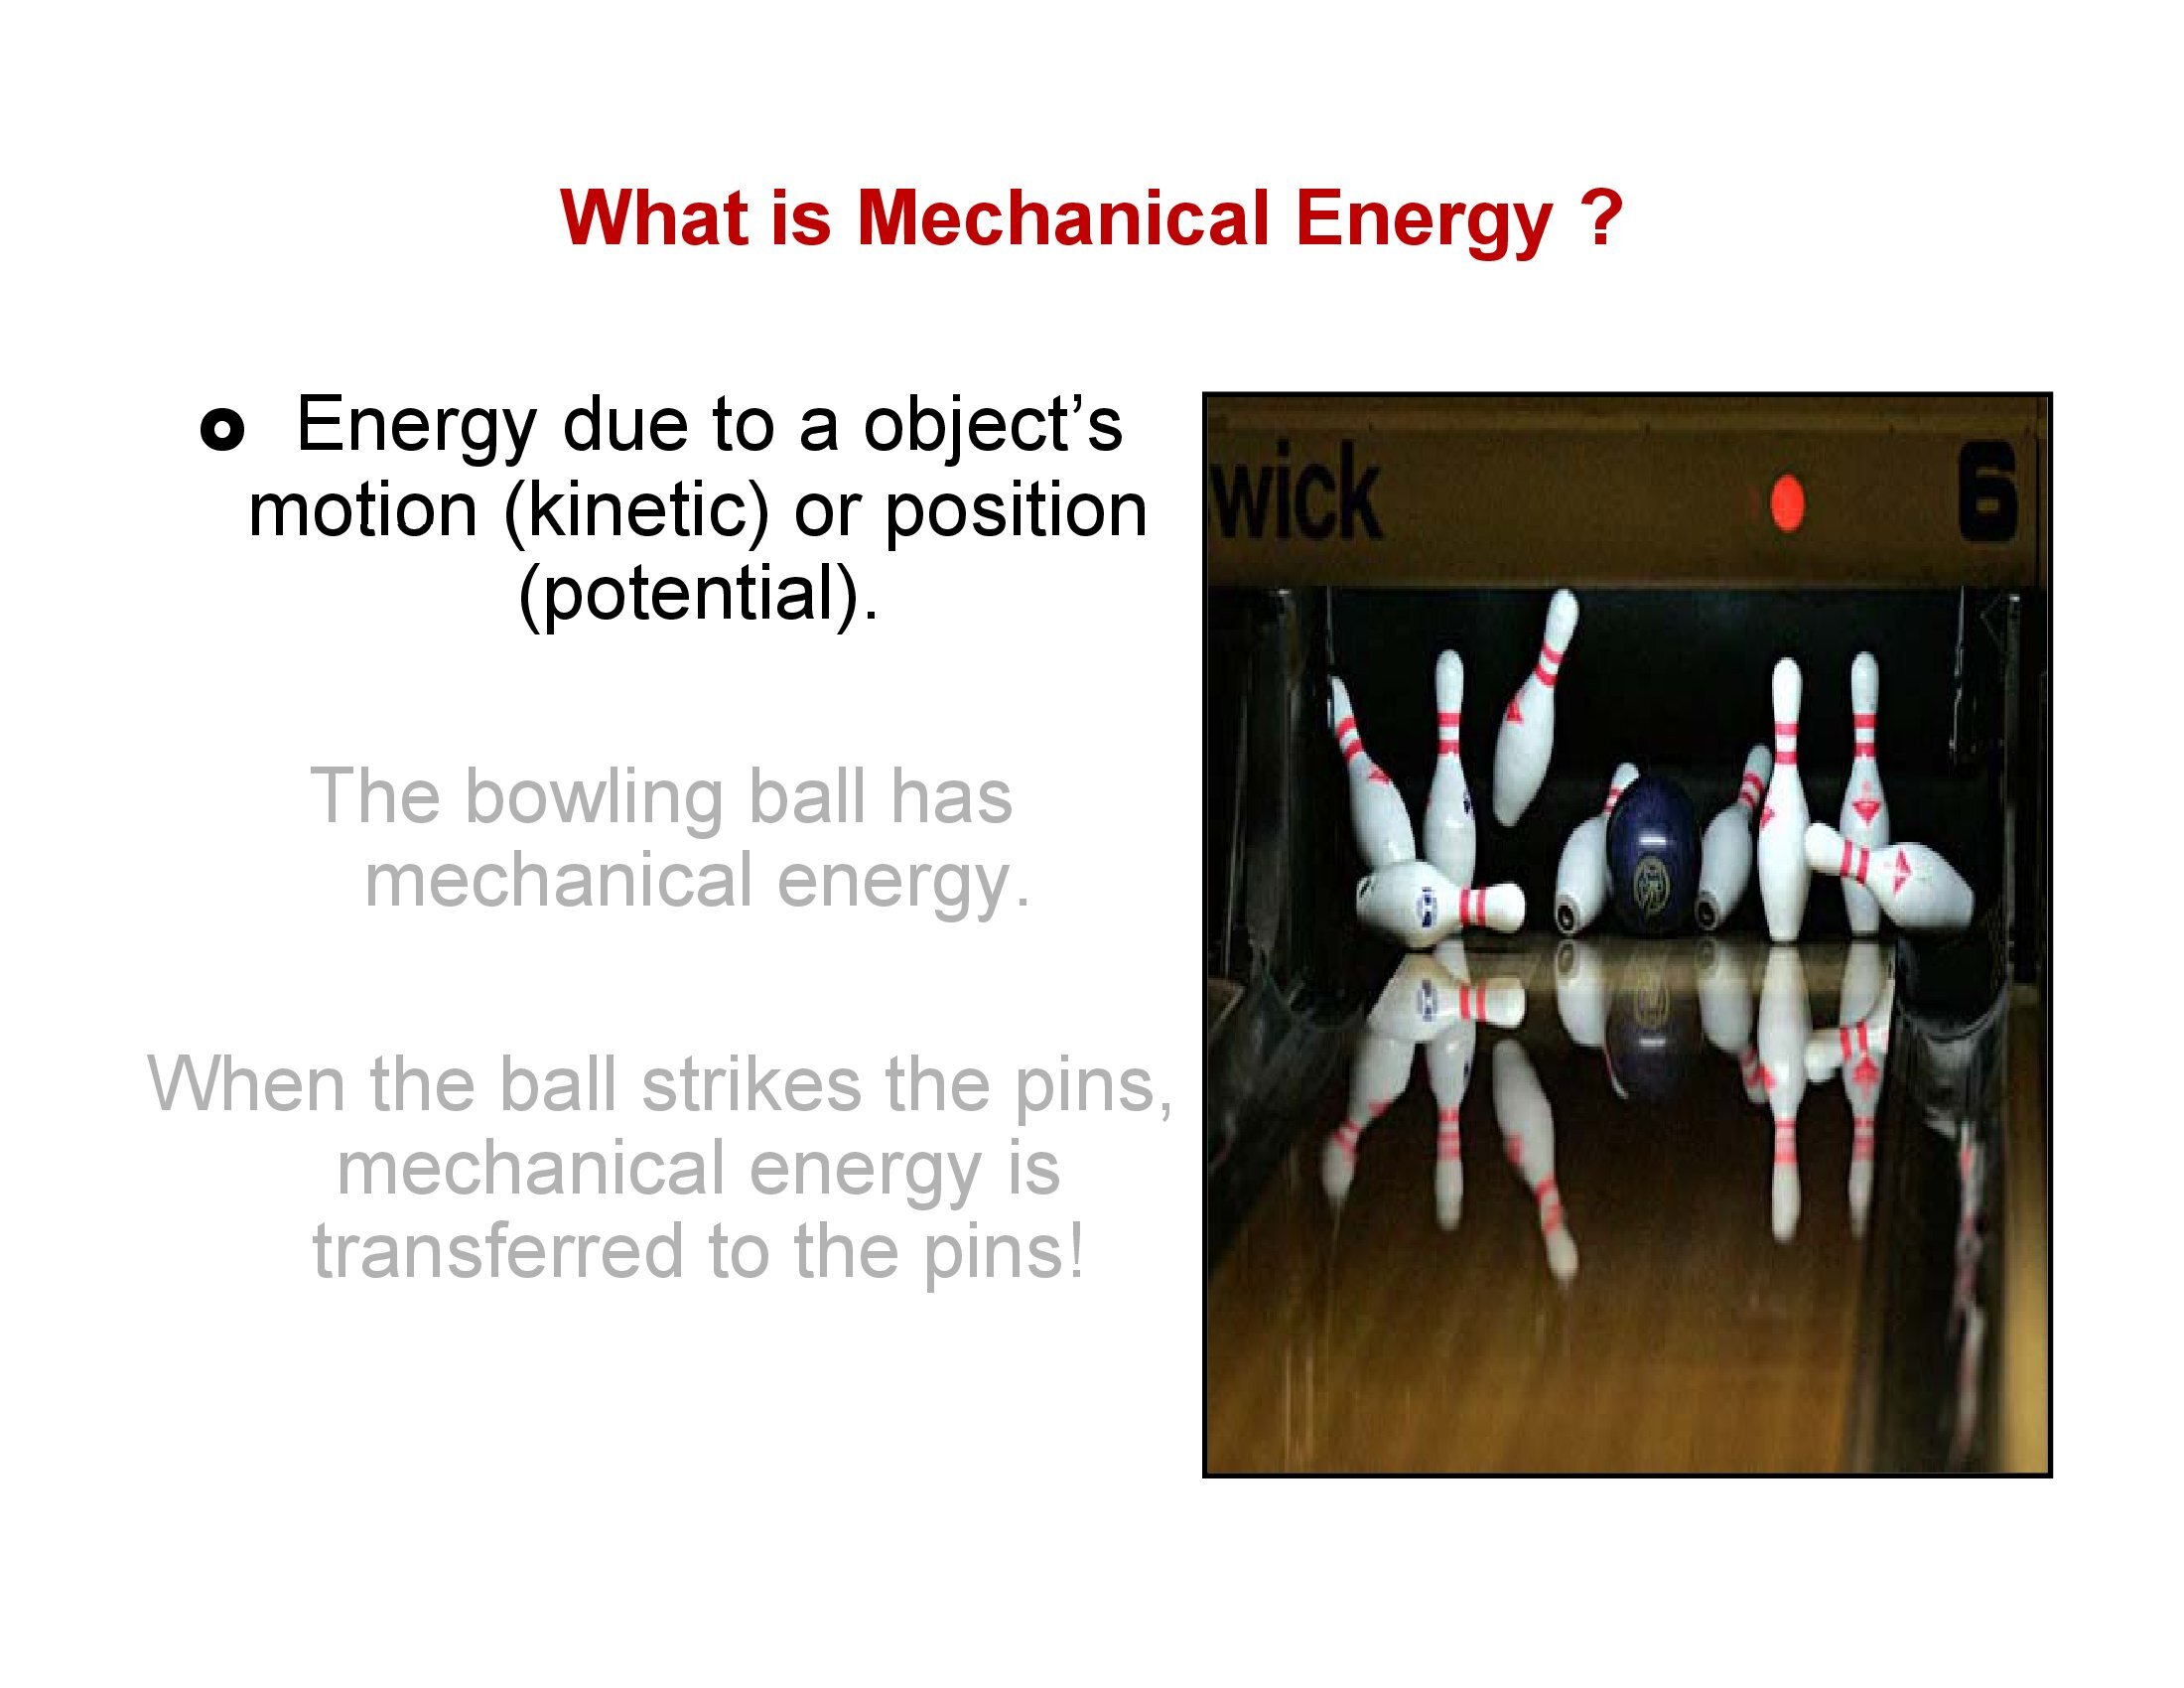 What is Mechanical Energy ?
Energy due to a object’s
motion (kinetic) or position
(potential).
The bowling ball has
mechanical energy.
When the ball strikes the pins,
mechanical energy is
transferred to the pins!
wick
6